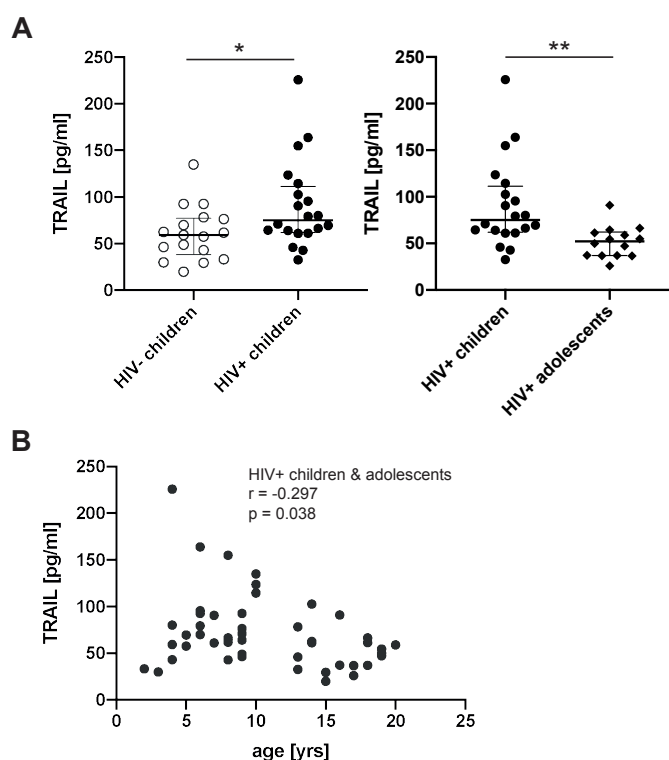 A
* **
250 250
200 200
150 150
100 100
50 50
0 0
TRAIL [pg/ml] TRAIL [pg/ml]
HIV- children HIV+ children HIV+ children HIV+ adolescents
B
HIV+ children & adolescents
r = -0.297
p = 0.038
250
200
150
100
50
0
TRAIL [pg/ml]
0 5 10 15 20 25
age [yrs]